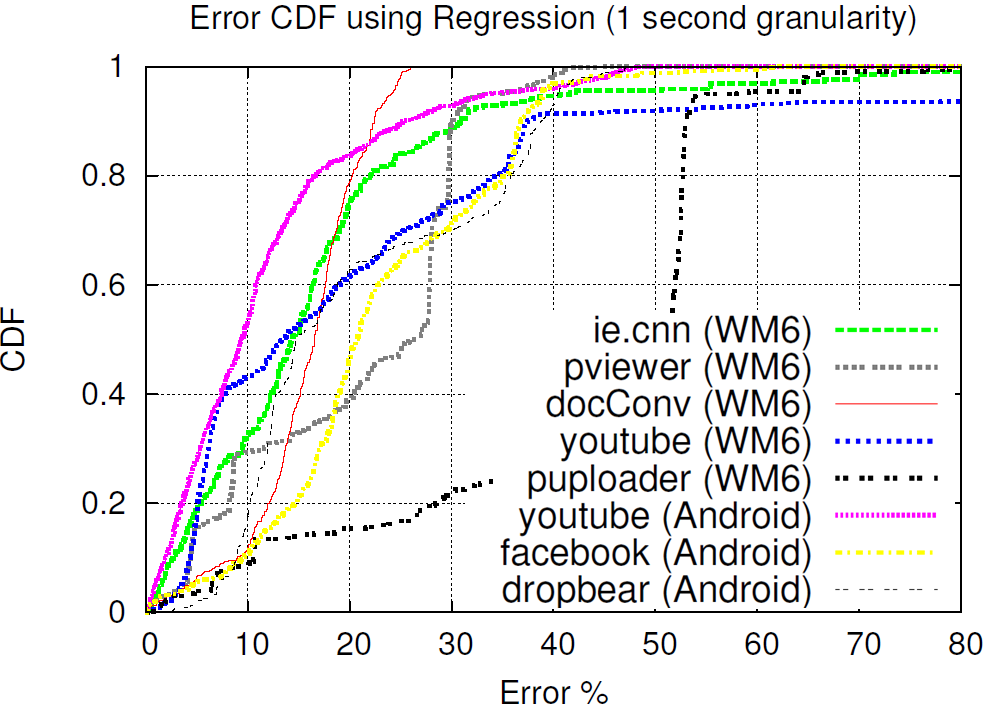 Error CDF using Regression (1 second granularity)
1
0.8
0.6
0.4
0.2
0
CDF
ie.cnn (WM6)
pviewer (WM6)
docConv (WM6)
youtube (WM6)
puploader (WM6)
youtube (Android)
facebook (Android)
dropbear (Android)
0 10 20 30 40 50 60 70 80
Error %